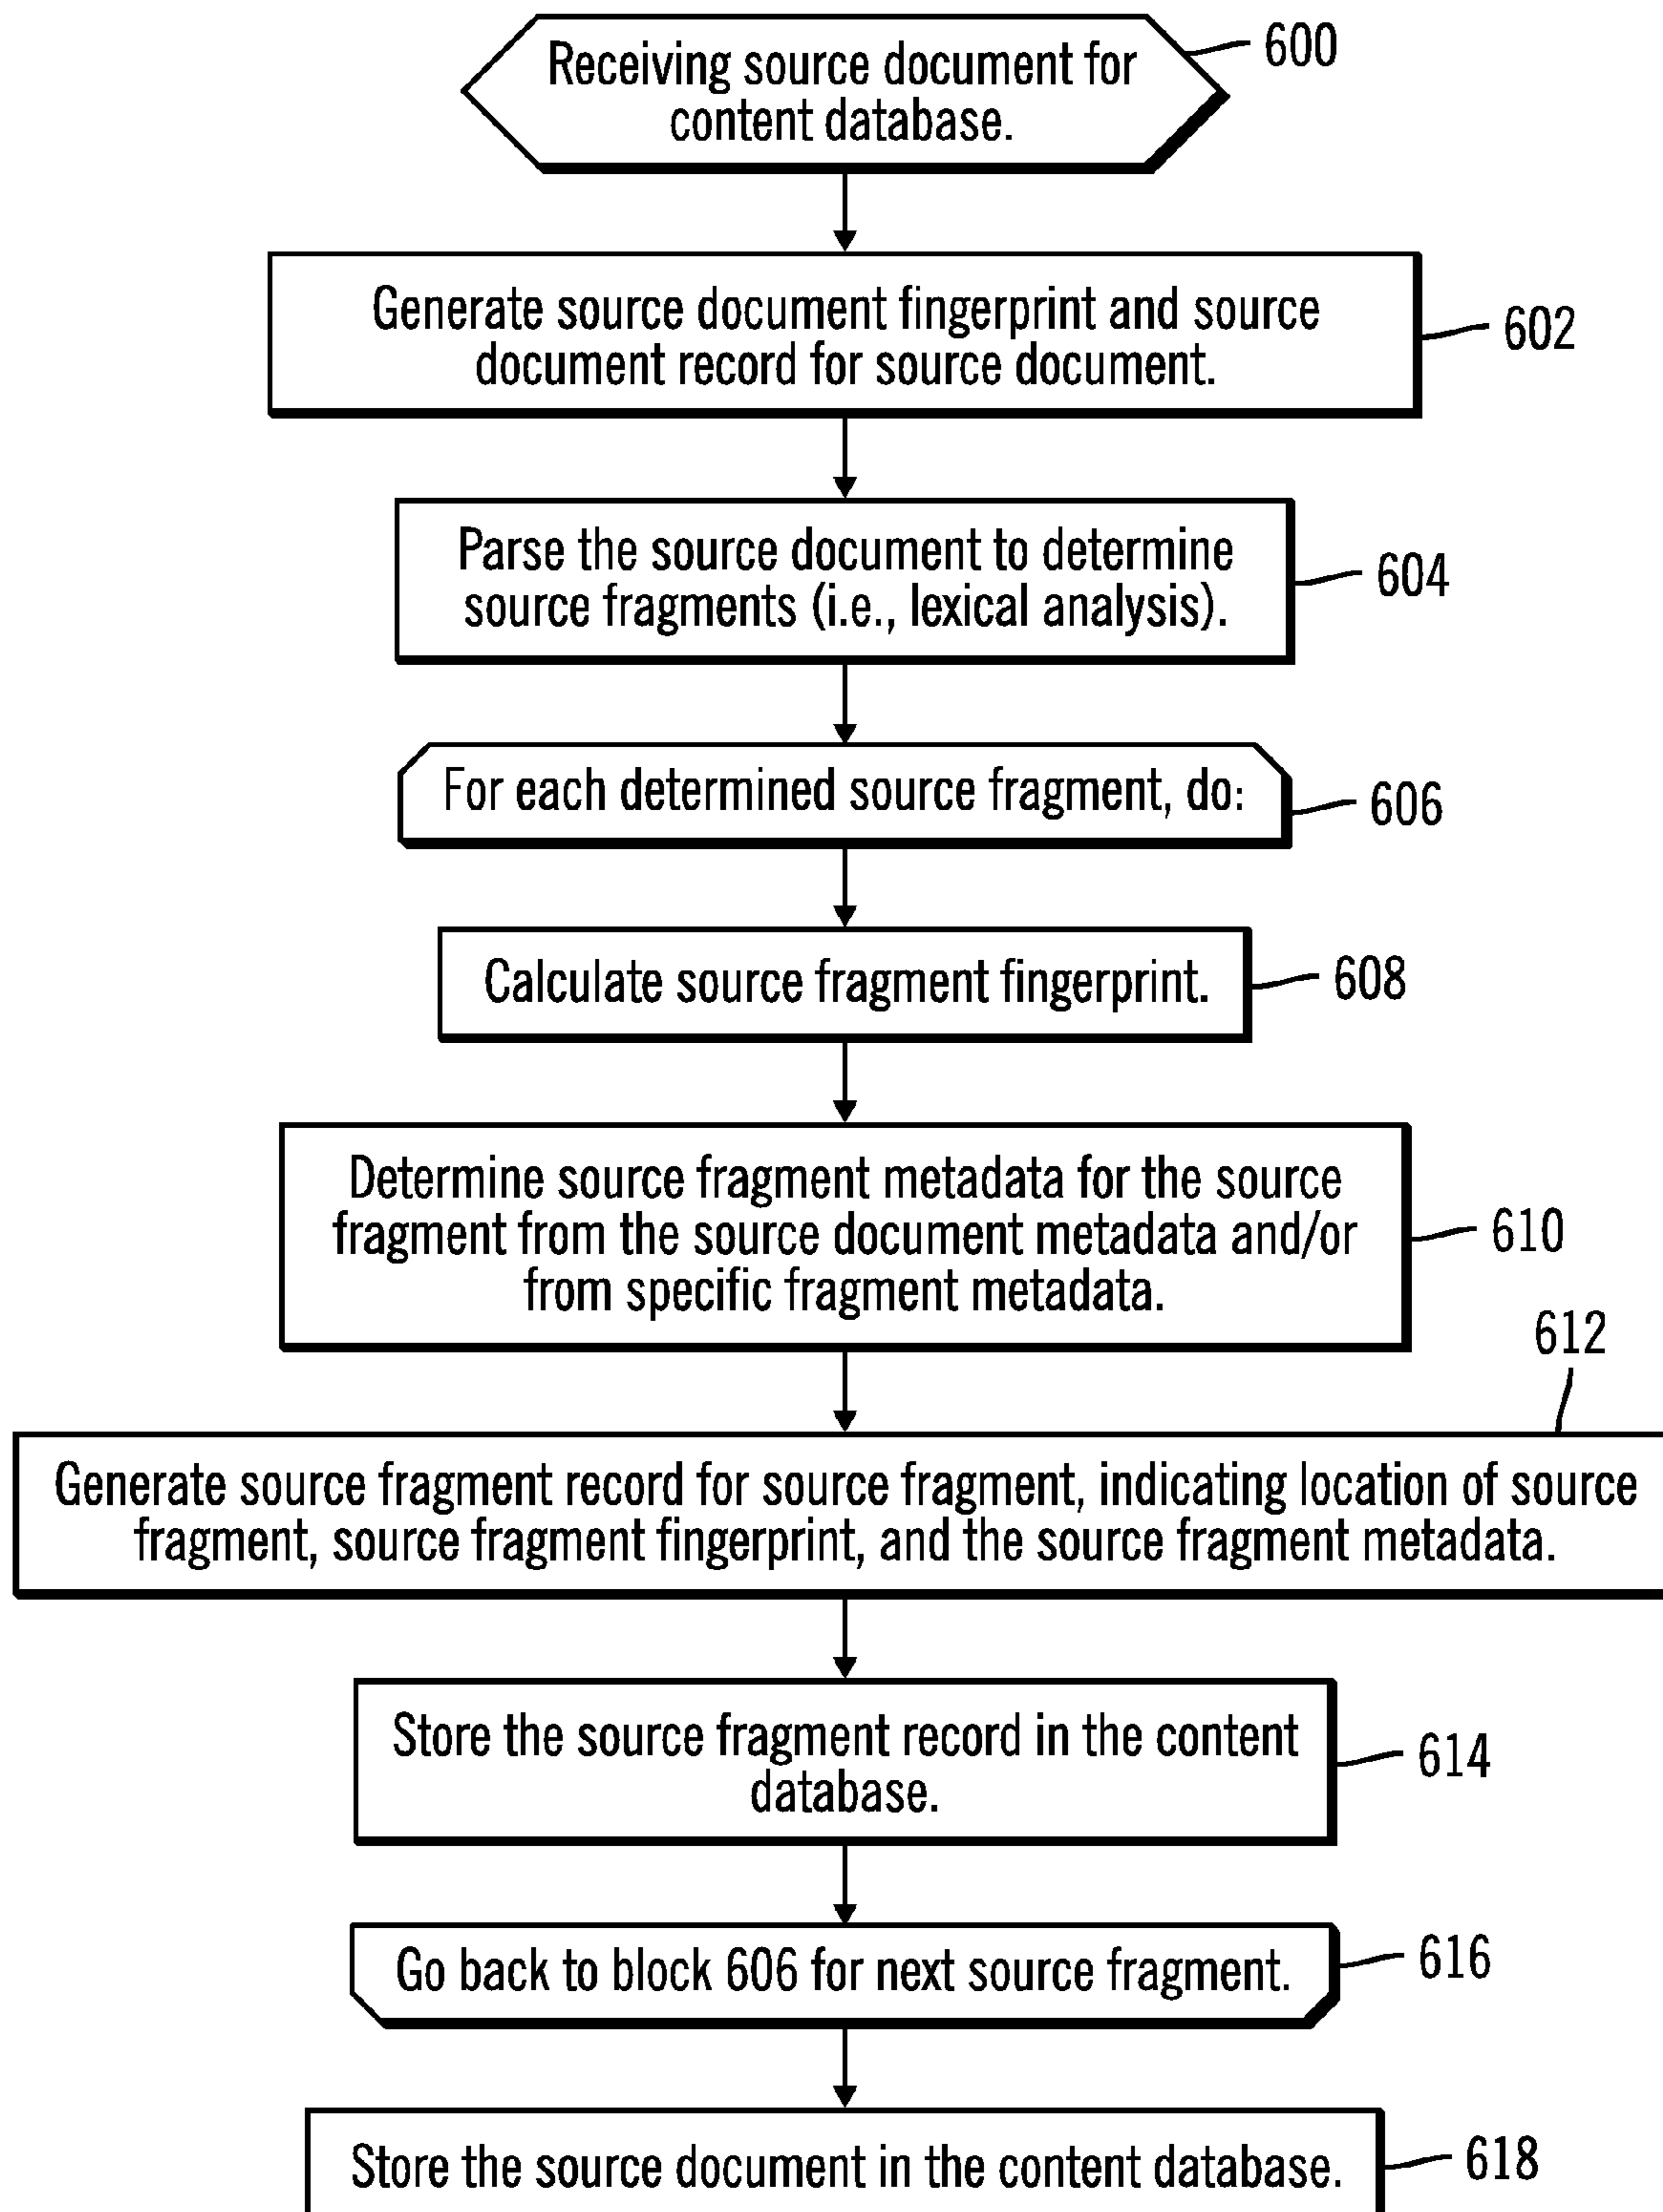 Receiving source document for
content database.
600
Generate source document fingerprint and source
document record for source document.
602
Parse the source document to determine
source fragments (i.e., lexical analysis).
604
For each determined source fragment, do:
606
Calculate source fragment fingerprint.
608
Determine source fragment metadata for the source
fragment from the source document metadata and/or
from specific fragment metadata.
610
612
Generate source fragment record for source fragment, indicating location of source
fragment, source fragment fingerprint, and the source fragment metadata.
Store the source fragment record in the content
database.
614
Go back to block 606 for next source fragment.
616
Store the source document in the content database.
618